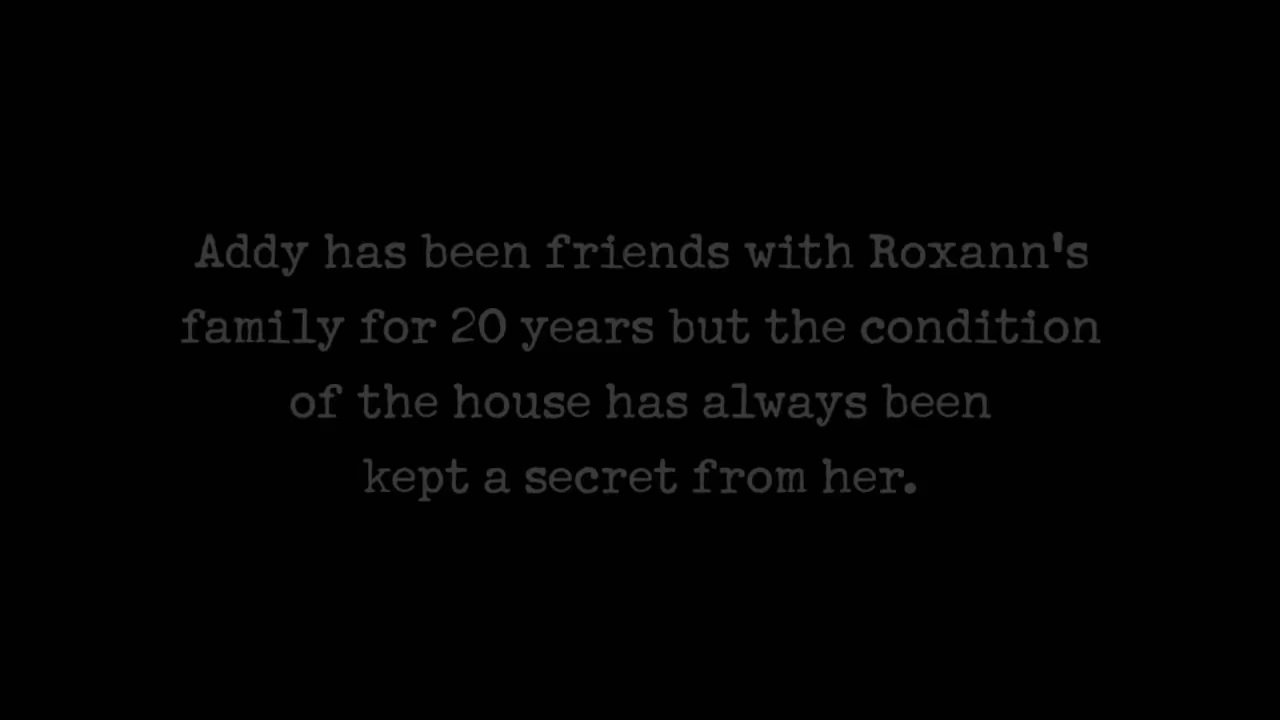 Addy has been friends with Roxann's
family for 20 years but the condition
of the house has always been
kept a secret from her.